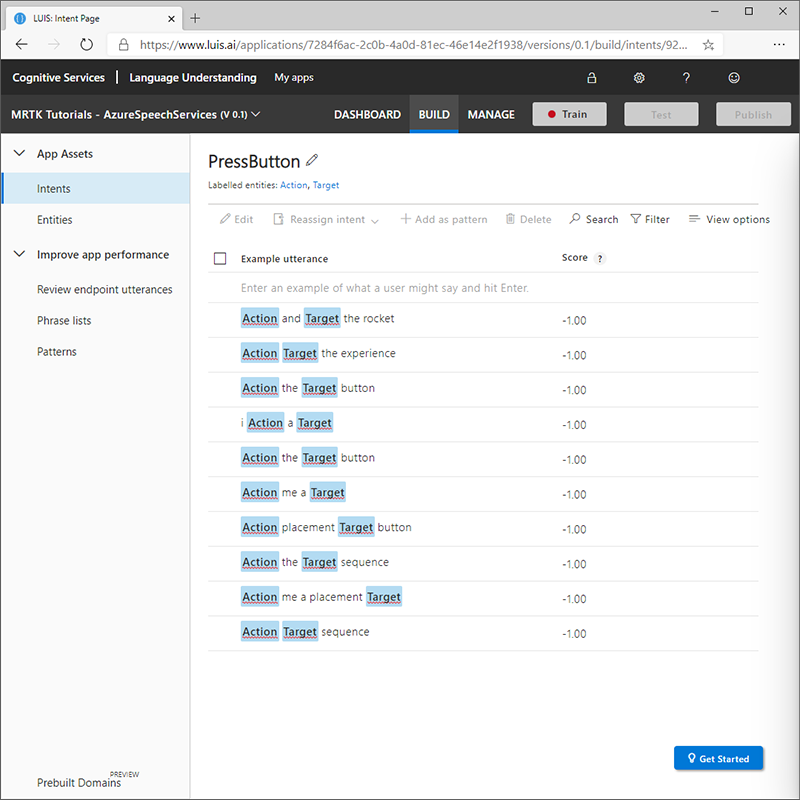 LUIS: Intent Page
https://www.luis.ai/applications/7284f6ac-2c0b-4a0d-81ec-46e14e2f1938/versions/0.1/build/intents/92...
Cognitive Services Language Understanding My apps ?
MRTK Tutorials - AzureSpeechServices (V 0.1) DASHBOARD BUILD MANAGE Train Test Publish
App Assets
Intents
Entities
Improve app performance
Review endpoint utterances
Phrase lists
Patterns
PREVIEW
Prebuilt Domains
PressButton
Labelled entities: Action, Target
Edit Reassign intent Add as pattern Delete Search Filter View options
Example utterance Score ?
Enter an example of what a user might say and hit Enter.
Action and Target the rocket -1.00
Action Target the experience -1.00
Action the Target button -1.00
i Action a Target -1.00
Action the Target button -1.00
Action me a Target -1.00
Action placement Target button -1.00
Action the Target sequence -1.00
Action me a placement Target -1.00
Action Target sequence -1.00
Get Started